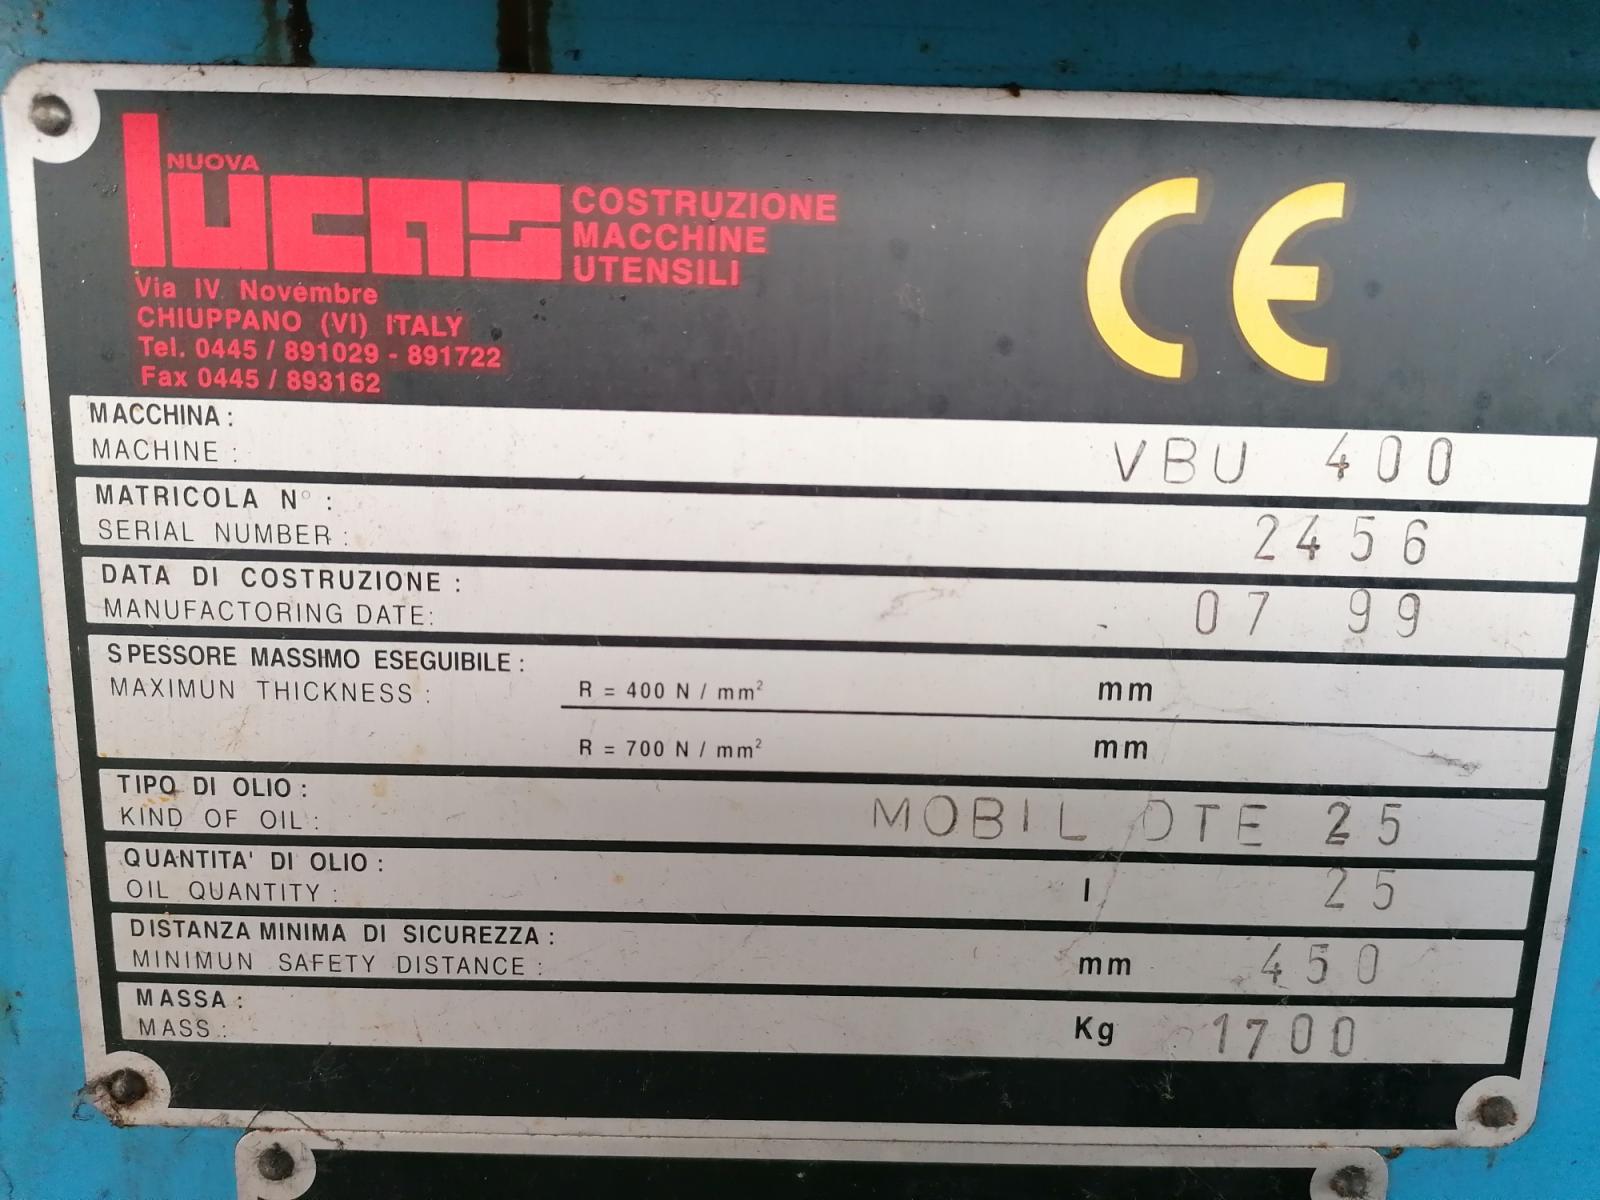 NUOVA
lucas
COSTRUZIONE
MACCHINE
UTENSILI
Via IV Novembre
CHIUPPANO (VI) ITALY
Tel. 0445 / 891029 - 891722
Fax 0445 / 893162
CE
MACCHINA :
MACHINE : VBU 400
MATRICOLA N° :
SERIAL NUMBER : 2456
DATA DI COSTRUZIONE :
MANUFACTORING DATE: 07 99
SPESSORE MASSIMO ESEGUIBILE :
MAXIMUN THICKNESS : R = 400 N / mm² mm
R = 700 N / mm² mm
TIPO DI OLIO :
KIND OF OIL : MOBIL DTE 25
QUANTITA' DI OLIO :
OIL QUANTITY : l 25
DISTANZA MINIMA DI SICUREZZA :
MINIMUN SAFETY DISTANCE : mm 450
MASSA :
MASS : Kg 1700